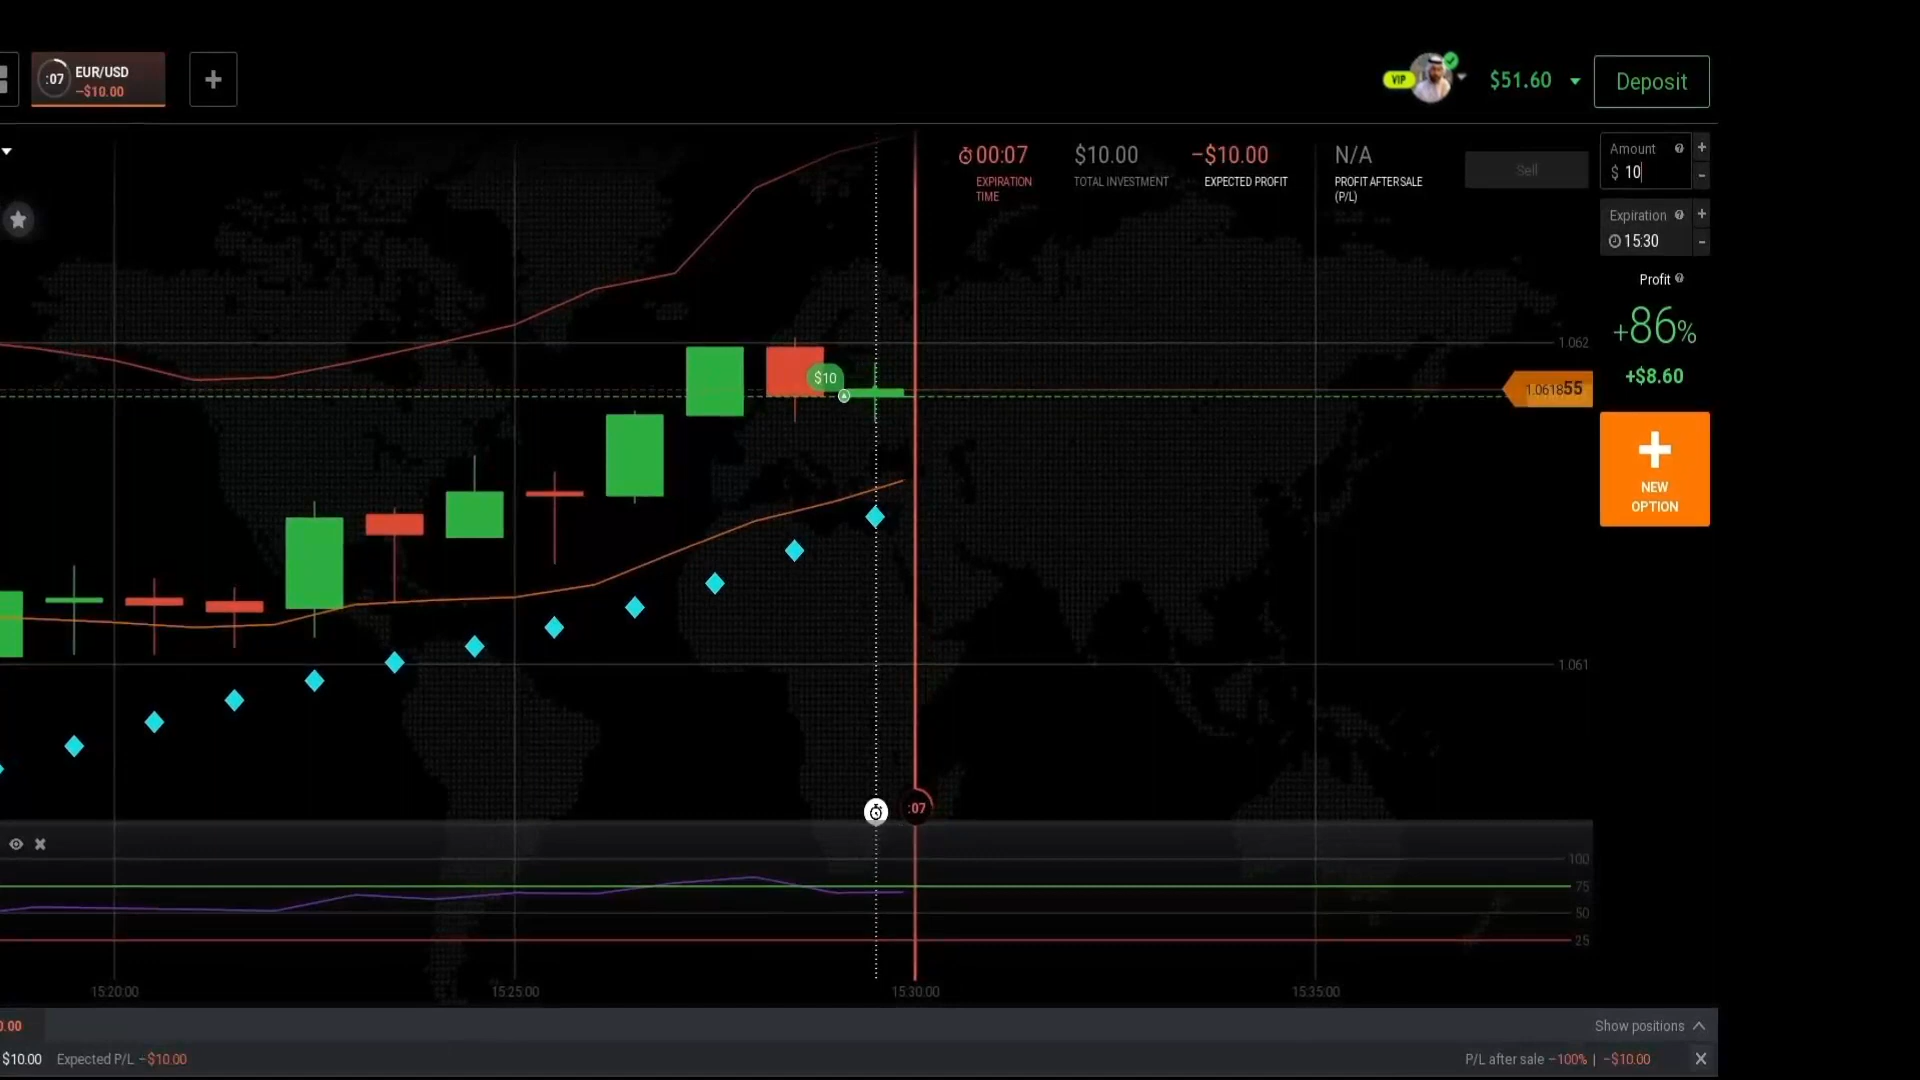 :07 EUR/USD
−$10.00
+
VIP
$51.60
Deposit
00:07
$10.00
−$10.00
N/A
EXPIRATION
TIME
TOTAL INVESTMENT
EXPECTED PROFIT
PROFIT AFTER SALE
(P/L)
Sell
Amount
$ 10
+
-
Expiration
15:30
+
-
Profit
+86%
+$8.60
NEW
OPTION
1.062
$10
1.061855
1.061
:07
100
75
50
25
15:20:00
15:25:00
15:30:00
15:35:00
0.00
Show positions
$10.00 Expected P/L −$10.00
P/L after sale −100% | −$10.00